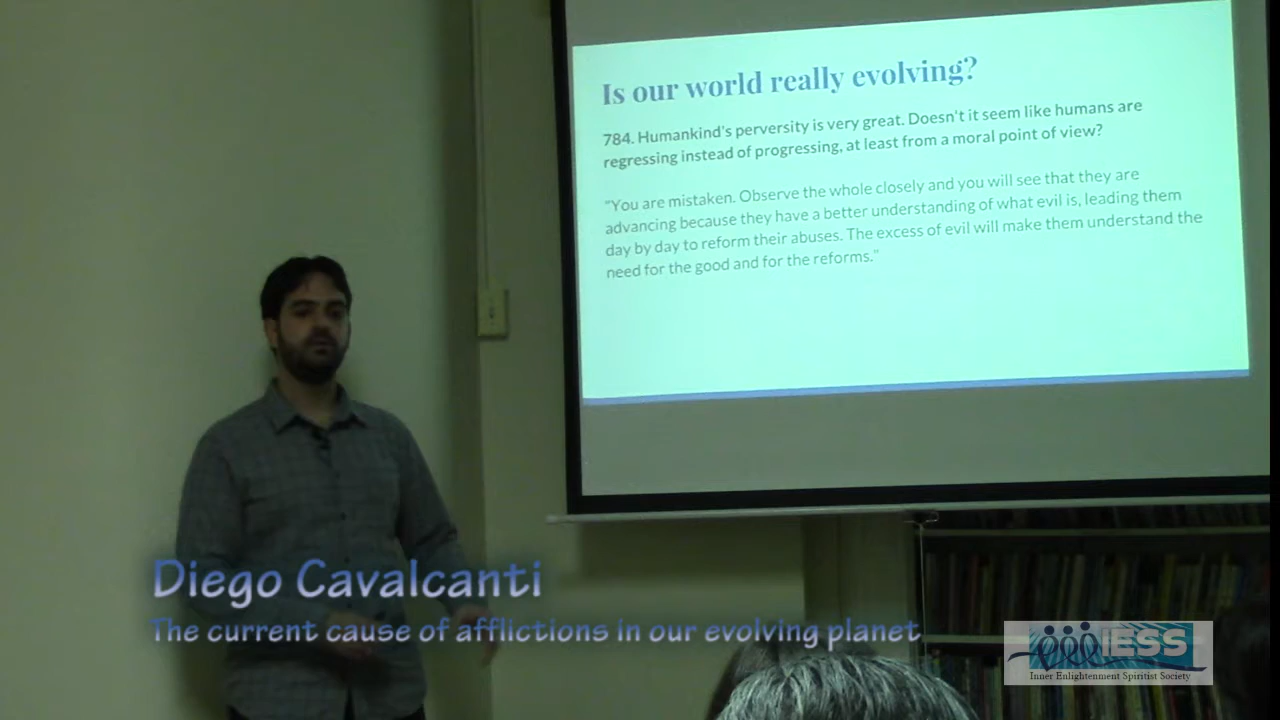 Is our world really evolving?
784. Humankind's perversity is very great. Doesn't it seem like humans are
regressing instead of progressing, at least from a moral point of view?
"You are mistaken. Observe the whole closely and you will see that they are
advancing because they have a better understanding of what evil is, leading them
day by day to reform their abuses. The excess of evil will make them understand the
need for the good and for the reforms."
Diego Cavalcanti
The current cause of afflictions in our evolving planet
IESS
Inner Enlightenment Spiritist Society